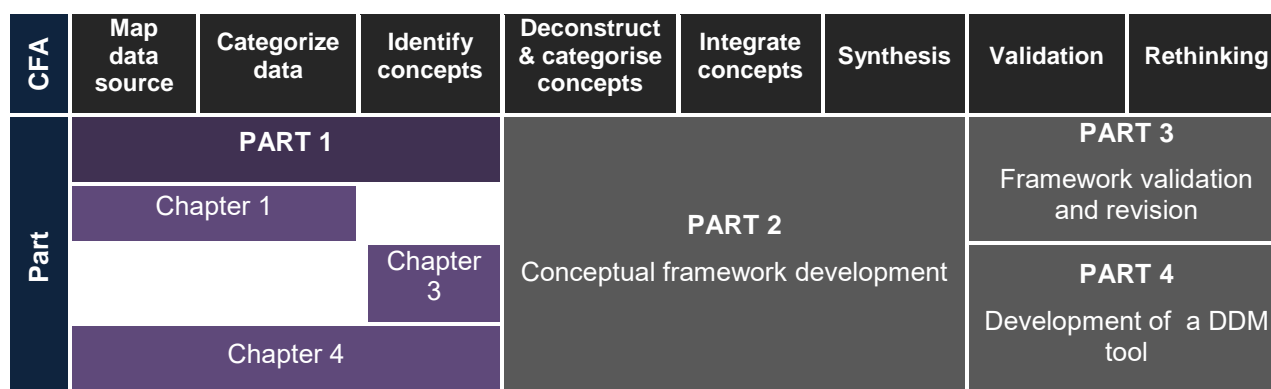 CFA
Map
data
source
Categorize
data
Identify
concepts
Deconstruct
& categorise
concepts
Integrate
concepts
Synthesis
Validation
Rethinking
Part
PART 1
Chapter 1
Chapter
3
Chapter 4
PART 2
Conceptual framework development
PART 3
Framework validation
and revision
PART 4
Development of a DDM
tool